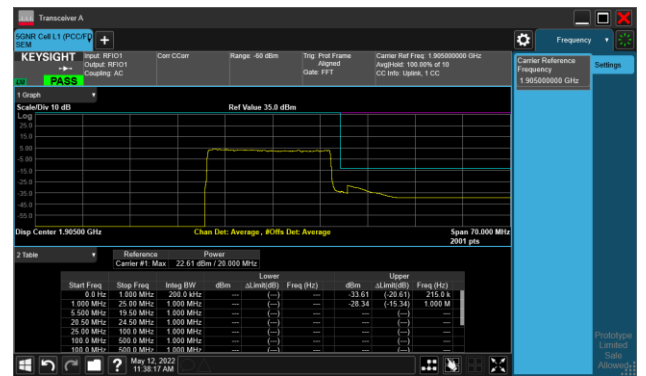 Transceiver A
5GNR Cell L1 (PCC/FD
SEM
KEYSIGHT
PASS
Input: RFIO1
Output: RFIO1
Coupling: AC
Corr CCorr
Range: -60 dBm
Trig: Prot Frame
Aligned
Gate: FFT
Carrier Ref Freq: 1.905000000 GHz
Avg|Hold: 100.00% of 10
CC Info: Uplink, 1 CC
Frequency
Carrier Reference
Frequency
1.905000000 GHz
Settings
1 Graph
Scale/Div 10 dB
Ref Value 35.0 dBm
Log
25.0
15.0
5.00
-5.00
-15.0
-25.0
-35.0
-45.0
-55.0
Disp Center 1.90500 GHz
Chan Det: Average , #Offs Det: Average
Span 70.000 MHz
2001 pts
2 Table
Reference Power
Carrier #1: Max 22.61 dBm / 20.000 MHz
Lower Upper
Start Freq Stop Freq Integ BW dBm ΔLimit(dB) Freq (Hz) dBm ΔLimit(dB) Freq (Hz)
0.0 Hz 1.000 MHz 200.0 kHz --- (---) --- -33.61 (-20.61) 215.0 k
1.000 MHz 25.00 MHz 1.000 MHz --- (---) --- -28.34 (-15.34) 1.000 M
5.500 MHz 19.50 MHz 1.000 MHz --- (---) --- --- (---) ---
20.50 MHz 24.50 MHz 1.000 MHz --- (---) --- --- (---) ---
25.00 MHz 100.0 MHz 1.000 MHz --- (---) --- --- (---) ---
100.0 MHz 500.0 MHz 1.000 MHz --- (---) --- --- (---) ---
100.0 MHz 500.0 MHz 1.000 MHz --- (---) --- --- (---) ---
May 12, 2022
11:38:17 AM
Prototype
Limited
Sale
Allowed